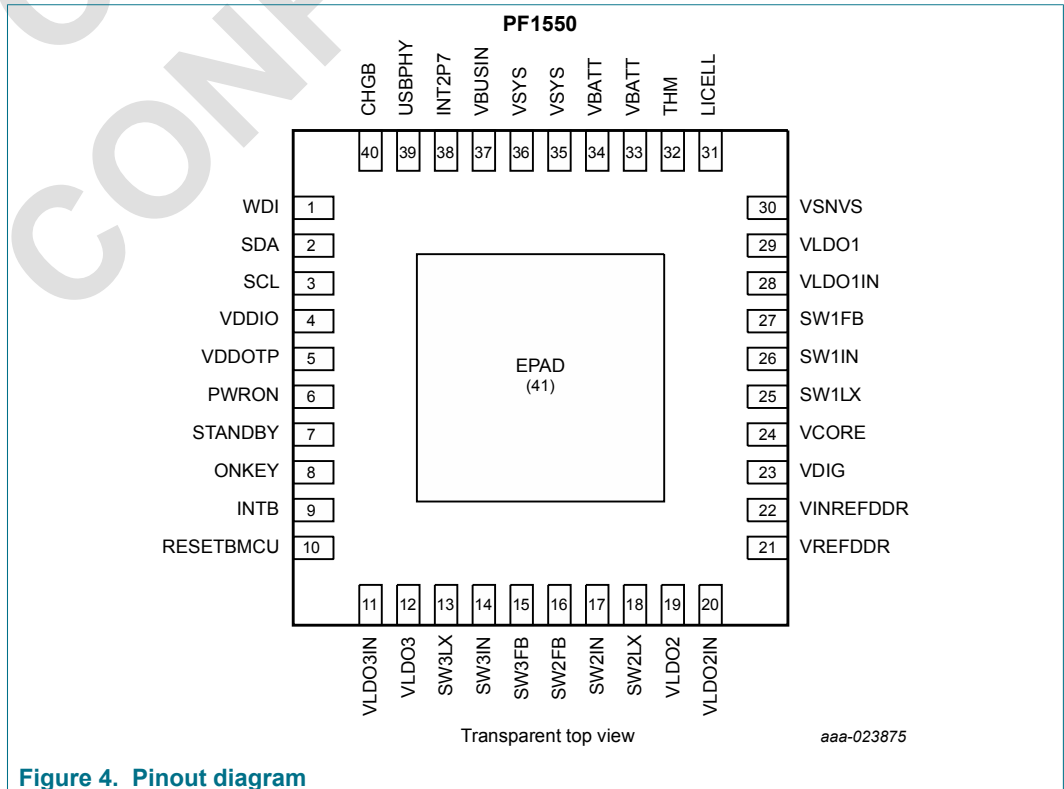 PF1550
CHGB
USBPHY
INT2P7
VBUSIN
VSYS
VSYS
VBATT
VBATT
THM
LICELL
40 39 38 37 36 35 34 33 32 31
WDI 1
SDA 2
SCL 3
VDDIO 4
VDDOTP 5
PWRON 6
STANDBY 7
ONKEY 8
INTB 9
RESETBMCU 10
EPAD
(41)
30 VSNVS
29 VLDO1
28 VLDO1IN
27 SW1FB
26 SW1IN
25 SW1LX
24 VCORE
23 VDIG
22 VINREFDDR
21 VREFDDR
11 12 13 14 15 16 17 18 19 20
VLDO3IN
VLDO3
SW3LX
SW3IN
SW3FB
SW2FB
SW2IN
SW2LX
VLDO2
VLDO2IN
Transparent top view
aaa-023875
Figure 4. Pinout diagram